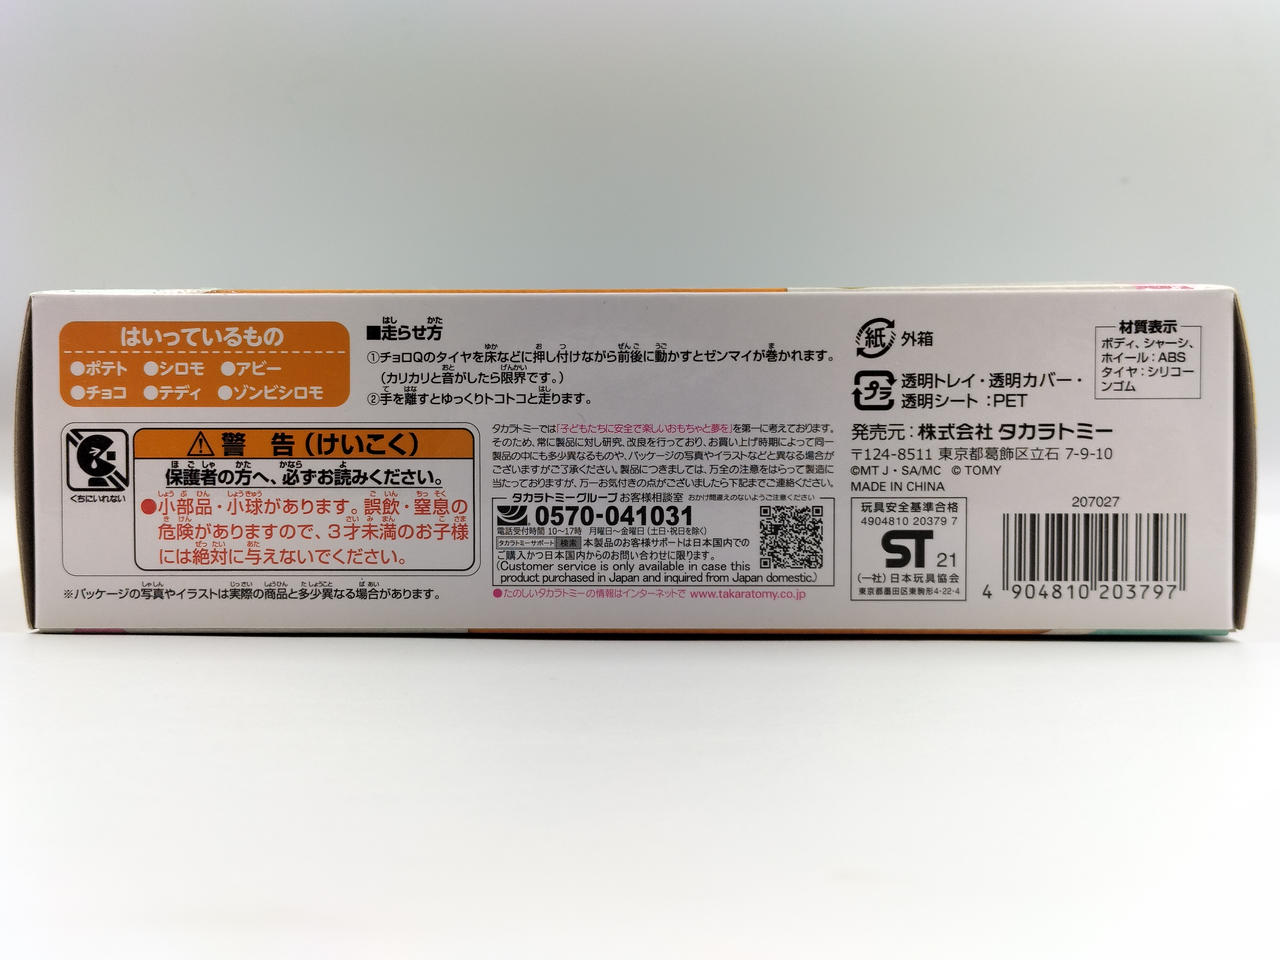 はいっているもの
●ポテト ●シロモ ●アビー
●チョコ ●テディ ●ゾンビシロモ
くちにいれない
警告(けいこく)
保護者の方へ、必ずお読みください。
●小部品・小球があります。誤飲・窒息の
危険がありますので、3才未満のお子様
には絶対に与えないでください。
※パッケージの写真やイラストは実際の商品と多少異なる場合があります。
■走らせ方
①チョロQのタイヤを床などに押し付けながら前後に動かすとゼンマイが巻かれます。
(カリカリと音がしたら限界です。)
②手を離すとゆっくりトコトコと走ります。
タカラトミーでは「子どもたちに安全で楽しいおもちゃと夢を」を第一に考えております。
そのため、常に製品に対し研究、改良を行っており、お買い上げ時期によって同一
製品の中にも多少異なるものや、パッケージの写真やイラストなどと異なる場合が
ございますがご了承ください。製品につきましては、万全の注意をはらって製造に
当たっておりますが、万一お気付きの点がございましたら下記までご連絡ください。
タカラトミーグループ お客様相談室 おかけ間違えのないようご注意ください
0570-041031
電話受付時間 10〜17時 月曜日〜金曜日(土・日・祝日を除く)
タカラトミーサポート 検索 本製品のお客様サポートは日本国内での
ご購入かつ日本国内からのお問い合わせに限ります。
(Customer service is only available in case this
product purchased in Japan and inquired from Japan domestic.)
●たのしいタカラトミーの情報はインターネットで www.takaratomy.co.jp
紙 外箱
プラ 透明トレイ・透明カバー・
透明シート:PET
材質表示
ボディ、シャーシ、
ホイール:ABS
タイヤ:シリコー
ンゴム
発売元:株式会社 タカラトミー
〒124-8511 東京都葛飾区立石 7-9-10
©MTJ・SA/MC © TOMY
MADE IN CHINA
玩具安全基準合格
4904810 20379 7
ST 21
(一社)日本玩具協会
東京都墨田区東駒形4-22-4
207027
4 904810 203797